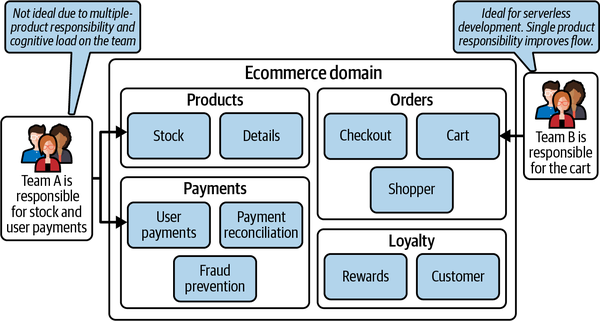 Not ideal due to multiple-
product responsibility and
cognitive load on the team
Ideal for serverless
development. Single product
responsibility improves flow.
Ecommerce domain
Products
Stock
Details
Orders
Checkout
Cart
Shopper
Team A is
responsible
for stock and
user payments
Team B is
responsible
for the cart
Payments
User
payments
Payment
reconciliation
Fraud
prevention
Loyalty
Rewards
Customer